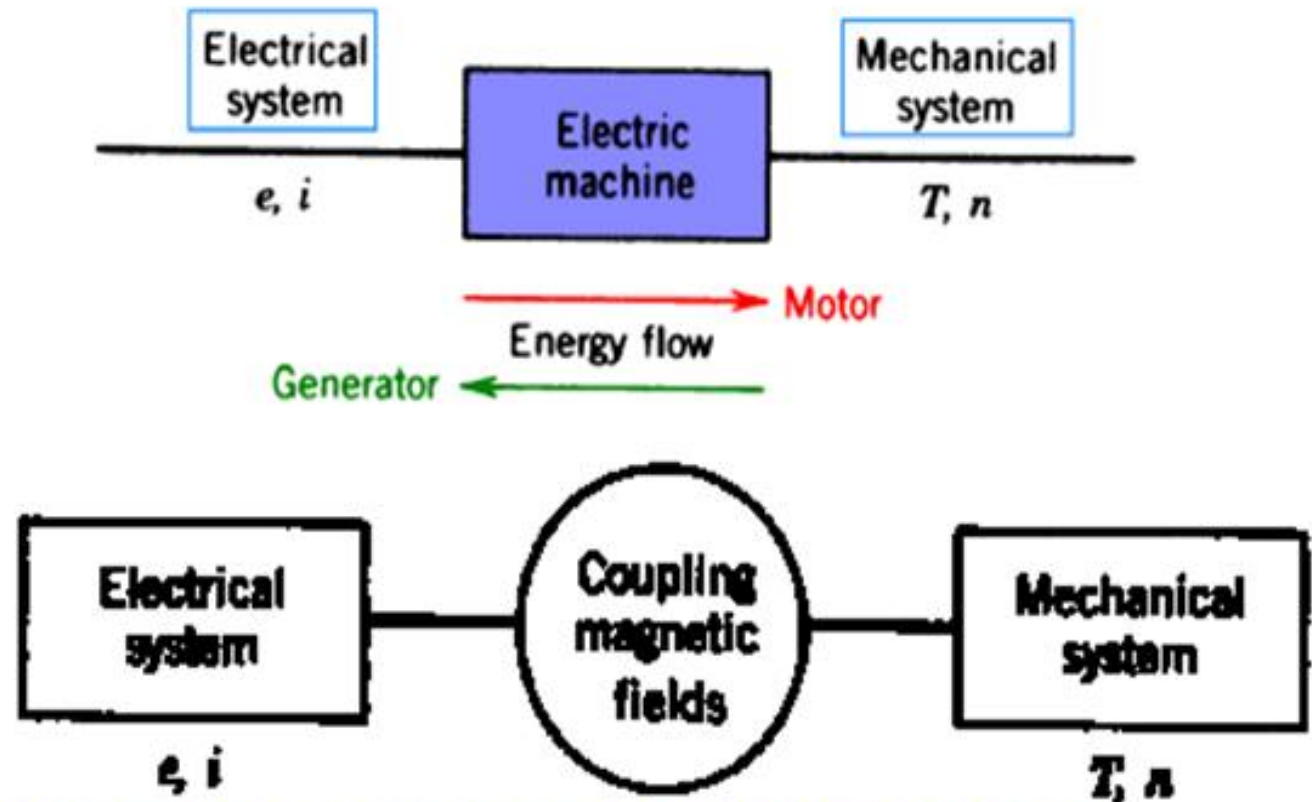 Electrical
system
Mechanical
system
Electric
machine
e, i
T, n
Motor
Energy flow
Generator
Electrical
system
Coupling
magnetic
fields
Mechanical
system
e, i
T, n